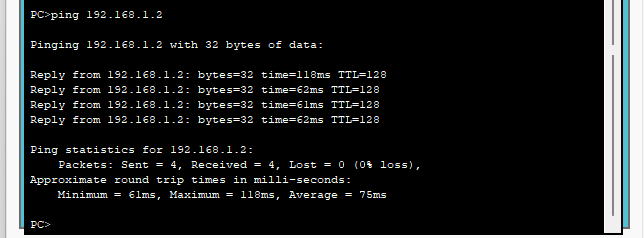 PC>ping 192.168.1.2
Pinging 192.168.1.2 with 32 bytes of data:
Reply from 192.168.1.2: bytes=32 time=118ms TTL=128
Reply from 192.168.1.2: bytes=32 time=62ms TTL=128
Reply from 192.168.1.2: bytes=32 time=61ms TTL=128
Reply from 192.168.1.2: bytes=32 time=62ms TTL=128
Ping statistics for 192.168.1.2:
Packets: Sent = 4, Received = 4, Lost = 0 (0% loss),
Approximate round trip times in milli-seconds:
Minimum = 61ms, Maximum = 118ms, Average = 75ms
PC>